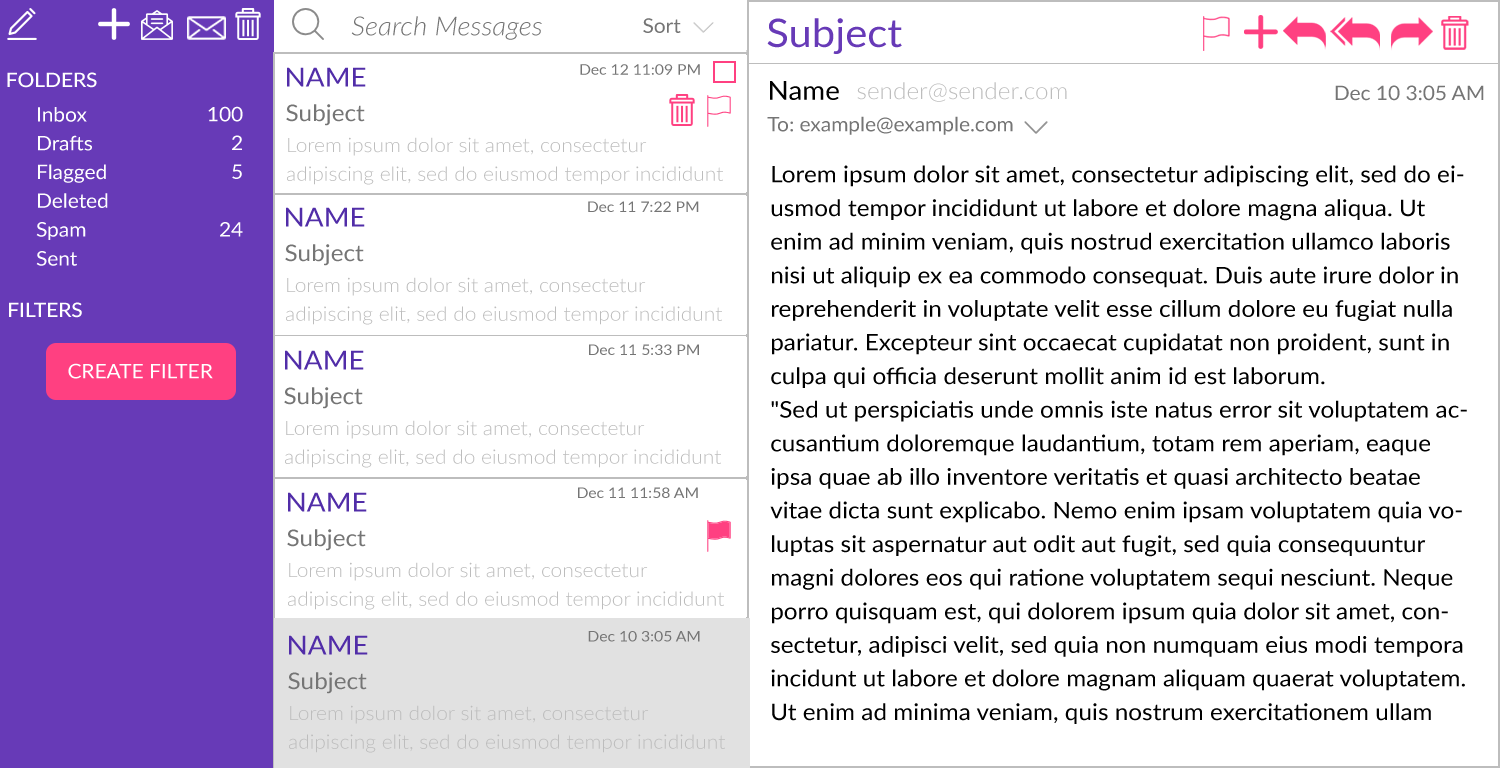 FOLDERS
Inbox 100
Drafts 2
Flagged 5
Deleted
Spam 24
Sent
FILTERS
CREATE FILTER
Search Messages Sort
NAME Dec 12 11:09 PM
Subject
Lorem ipsum dolor sit amet, consectetur
adipiscing elit, sed do eiusmod tempor incididunt
NAME Dec 11 7:22 PM
Subject
Lorem ipsum dolor sit amet, consectetur
adipiscing elit, sed do eiusmod tempor incididunt
NAME Dec 11 5:33 PM
Subject
Lorem ipsum dolor sit amet, consectetur
adipiscing elit, sed do eiusmod tempor incididunt
NAME Dec 11 11:58 AM
Subject
Lorem ipsum dolor sit amet, consectetur
adipiscing elit, sed do eiusmod tempor incididunt
NAME Dec 10 3:05 AM
Subject
Lorem ipsum dolor sit amet, consectetur
adipiscing elit, sed do eiusmod tempor incididunt
Subject
Name sender@sender.com Dec 10 3:05 AM
To: example@example.com
Lorem ipsum dolor sit amet, consectetur adipiscing elit, sed do ei-
usmod tempor incididunt ut labore et dolore magna aliqua. Ut
enim ad minim veniam, quis nostrud exercitation ullamco laboris
nisi ut aliquip ex ea commodo consequat. Duis aute irure dolor in
reprehenderit in voluptate velit esse cillum dolore eu fugiat nulla
pariatur. Excepteur sint occaecat cupidatat non proident, sunt in
culpa qui officia deserunt mollit anim id est laborum.
"Sed ut perspiciatis unde omnis iste natus error sit voluptatem ac-
cusantium doloremque laudantium, totam rem aperiam, eaque
ipsa quae ab illo inventore veritatis et quasi architecto beatae
vitae dicta sunt explicabo. Nemo enim ipsam voluptatem quia vo-
luptas sit aspernatur aut odit aut fugit, sed quia consequuntur
magni dolores eos qui ratione voluptatem sequi nesciunt. Neque
porro quisquam est, qui dolorem ipsum quia dolor sit amet, con-
sectetur, adipisci velit, sed quia non numquam eius modi tempora
incidunt ut labore et dolore magnam aliquam quaerat voluptatem.
Ut enim ad minima veniam, quis nostrum exercitationem ullam